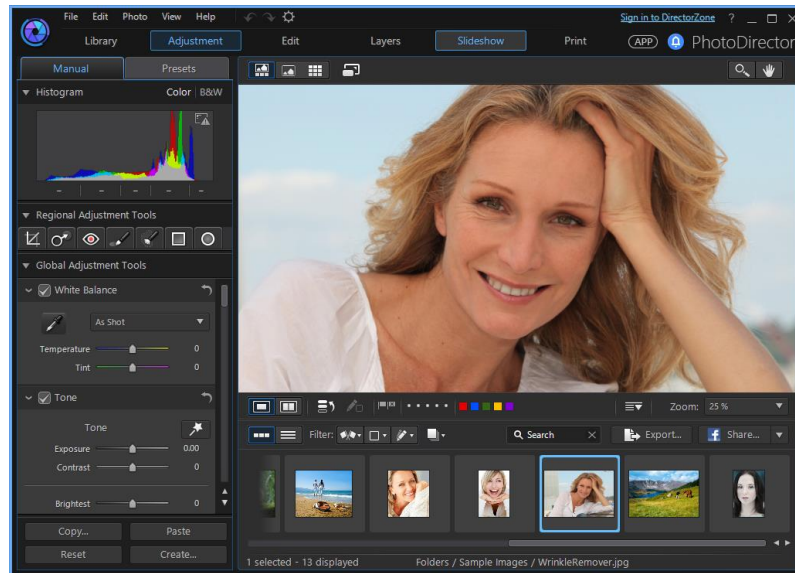 File Edit Photo View Help
Sign in to DirectorZone ?
Library Adjustment Edit Layers Slideshow Print APP PhotoDirector
Manual Presets
Histogram Color B&W
- - - - -
Regional Adjustment Tools
Global Adjustment Tools
White Balance
As Shot
Temperature 0
Tint 0
Tone
Tone
Exposure 0.00
Contrast 0
Brightest 0
Copy... Paste
Reset Create...
Zoom: 25 %
Filter: Search Export... Share...
1 selected - 13 displayed Folders / Sample Images / WrinkleRemover.jpg